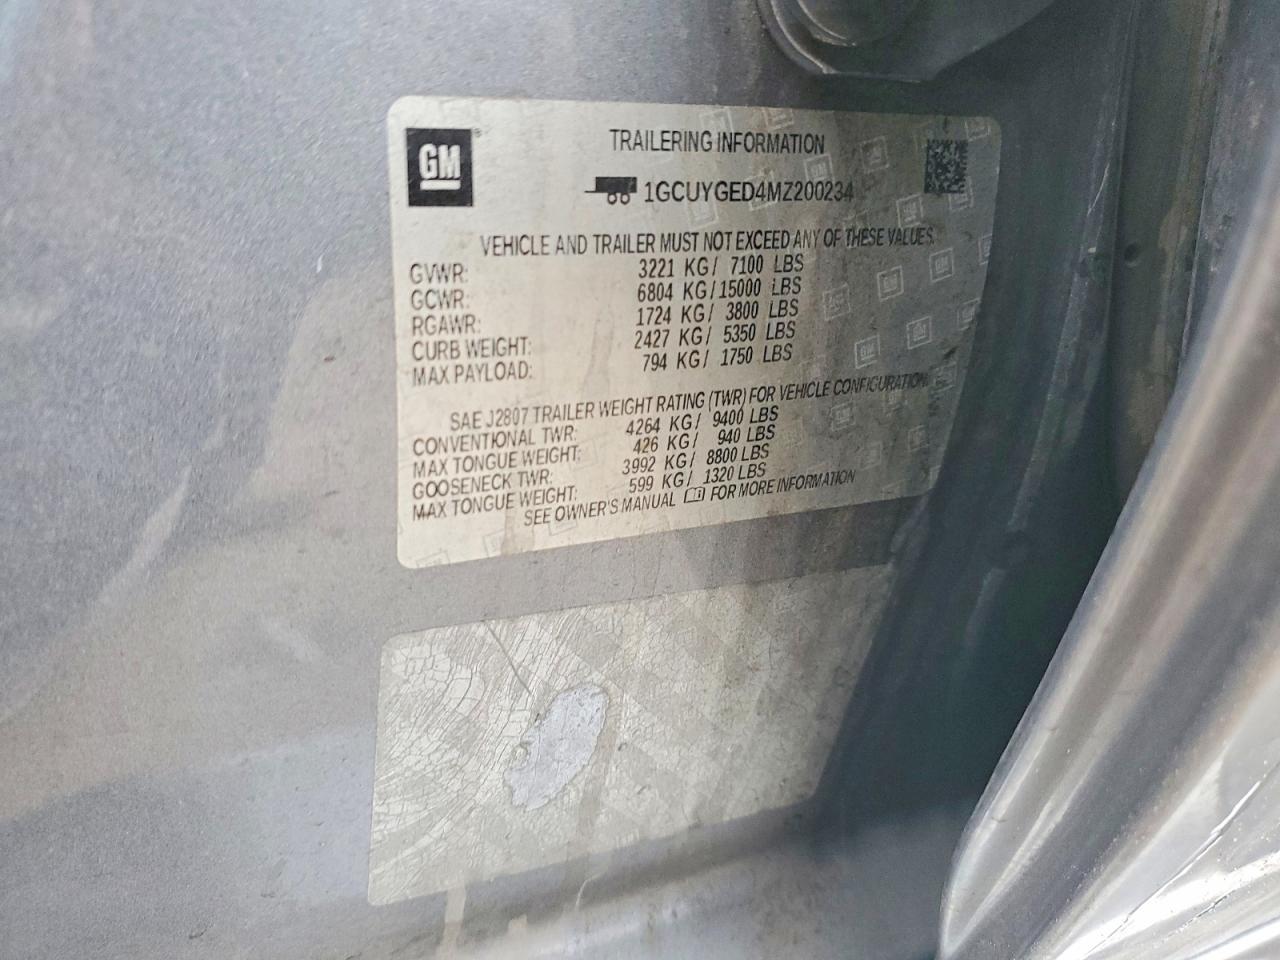 GM
TRAILERING INFORMATION
1GCUYGED4MZ200234
VEHICLE AND TRAILER MUST NOT EXCEED ANY OF THESE VALUES.
GVWR: 3221 KG/ 7100 LBS
GCWR: 6804 KG/15000 LBS
RGAWR: 1724 KG/ 3800 LBS
CURB WEIGHT: 2427 KG/ 5350 LBS
MAX PAYLOAD: 794 KG/ 1750 LBS
SAE J2807 TRAILER WEIGHT RATING (TWR) FOR VEHICLE CONFIGURATION
CONVENTIONAL TWR: 4264 KG/ 9400 LBS
MAX TONGUE WEIGHT: 426 KG/ 940 LBS
GOOSENECK TWR: 3992 KG/ 8800 LBS
MAX TONGUE WEIGHT: 599 KG/ 1320 LBS
SEE OWNER'S MANUAL FOR MORE INFORMATION